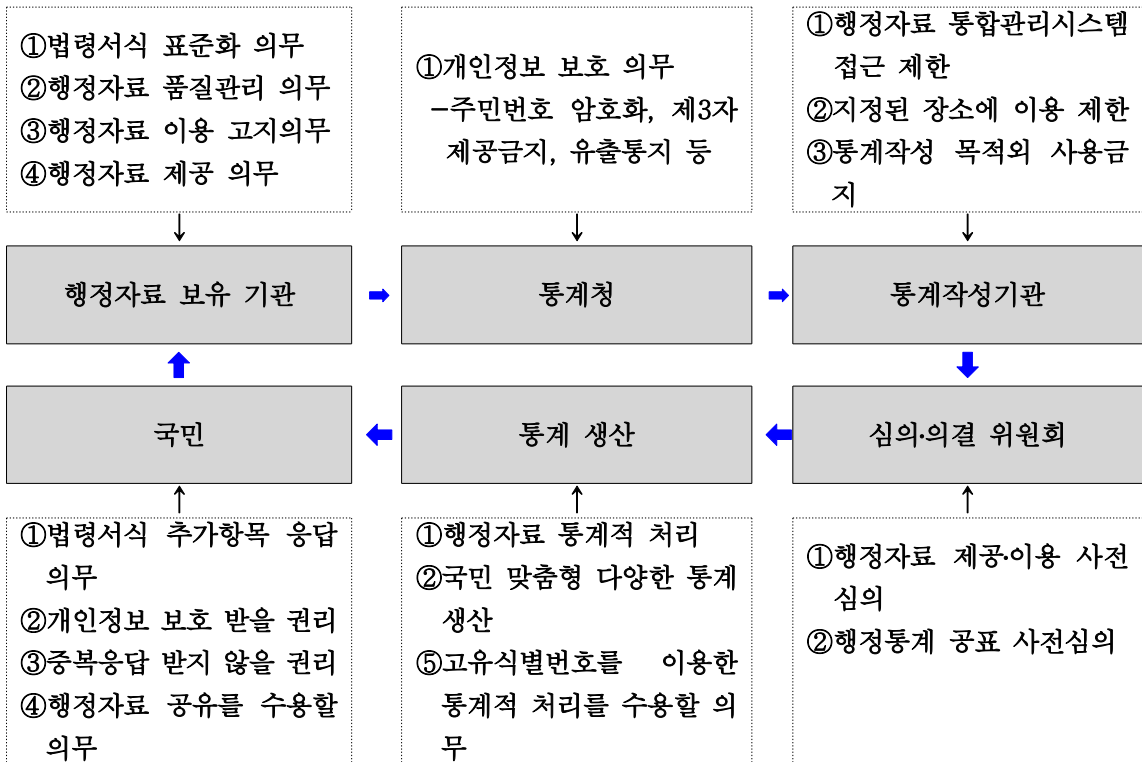 ①법령서식 표준화 의무
②행정자료 품질관리 의무
③행정자료 이용 고지의무
④행정자료 제공 의무
①개인정보 보호 의무
-주민번호 암호화, 제3자
제공금지, 유출통지 등
①행정자료 통합관리시스템
접근 제한
②지정된 장소에 이용 제한
③통계작성 목적외 사용금
지
행정자료 보유 기관
통계청
통계작성기관
국민
통계 생산
심의·의결 위원회
①법령서식 추가항목 응답
의무
②개인정보 보호 받을 권리
③중복응답 받지 않을 권리
④행정자료 공유를 수용할
의무
①행정자료 통계적 처리
②국민 맞춤형 다양한 통계
생산
⑤고유식별번호를 이용한
통계적 처리를 수용할 의
무
①행정자료 제공·이용 사전
심의
②행정통계 공표 사전심의